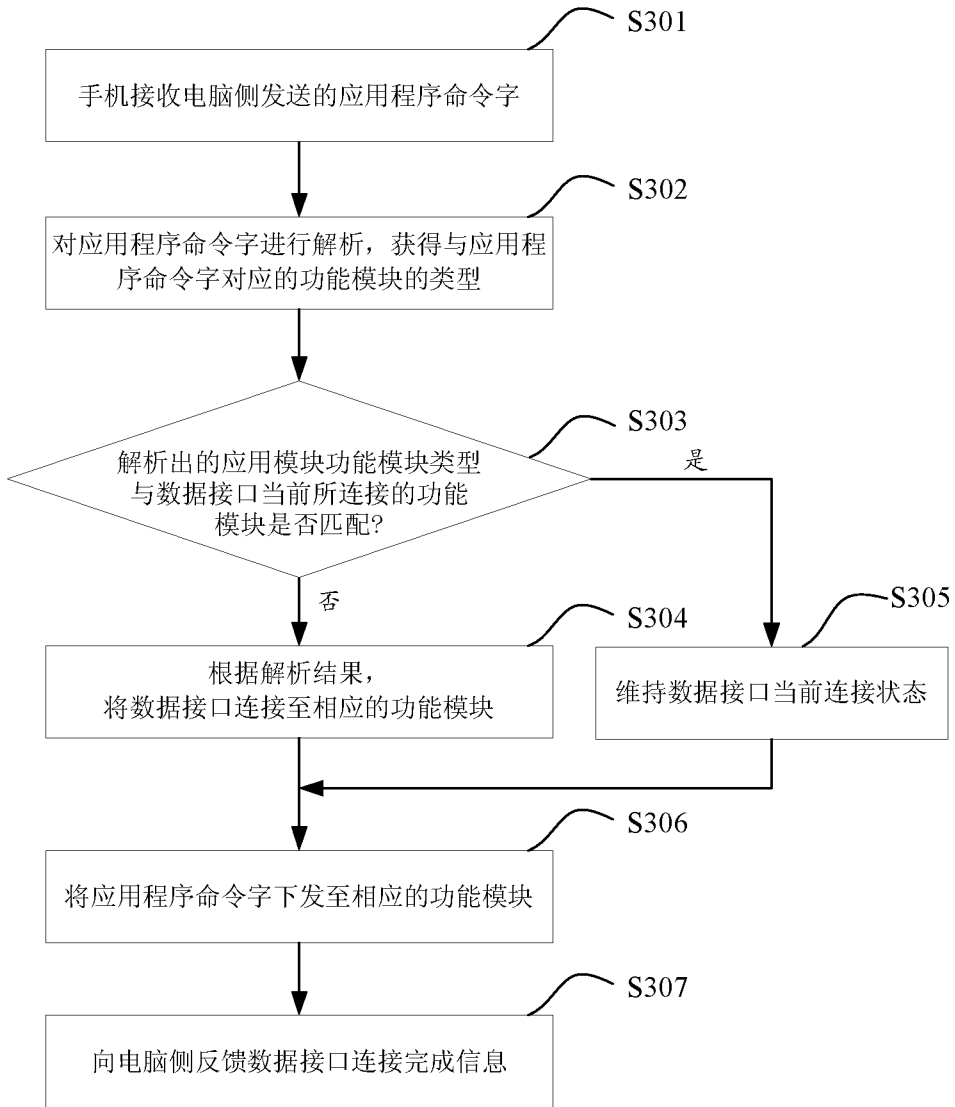 S301
手机接收电脑侧发送的应用程序命令字
S302
对应用程序命令字进行解析，获得与应用程
序命令字对应的功能模块的类型
S303
解析出的应用模块功能模块类型
与数据接口当前所连接的功能
模块是否匹配?
是
否
S304
S305
根据解析结果，
将数据接口连接至相应的功能模块
维持数据接口当前连接状态
S306
将应用程序命令字下发至相应的功能模块
S307
向电脑侧反馈数据接口连接完成信息